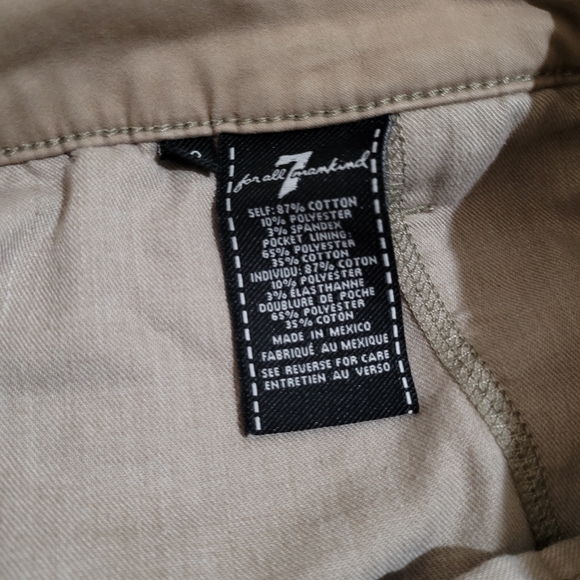 7
for all mankind
SELF: 87% COTTON
10% POLYESTER
3% SPANDEX
POCKET LINING:
65% POLYESTER
35% COTTON
INDIVIDU: 87% COTON
10% POLYESTER
3% ÉLASTHANNE
DOUBLURE DE POCHE
65% POLYESTER
35% COTON
MADE IN MEXICO
FABRIQUÉ AU MEXIQUE
SEE REVERSE FOR CARE
ENTRETIEN AU VERSO